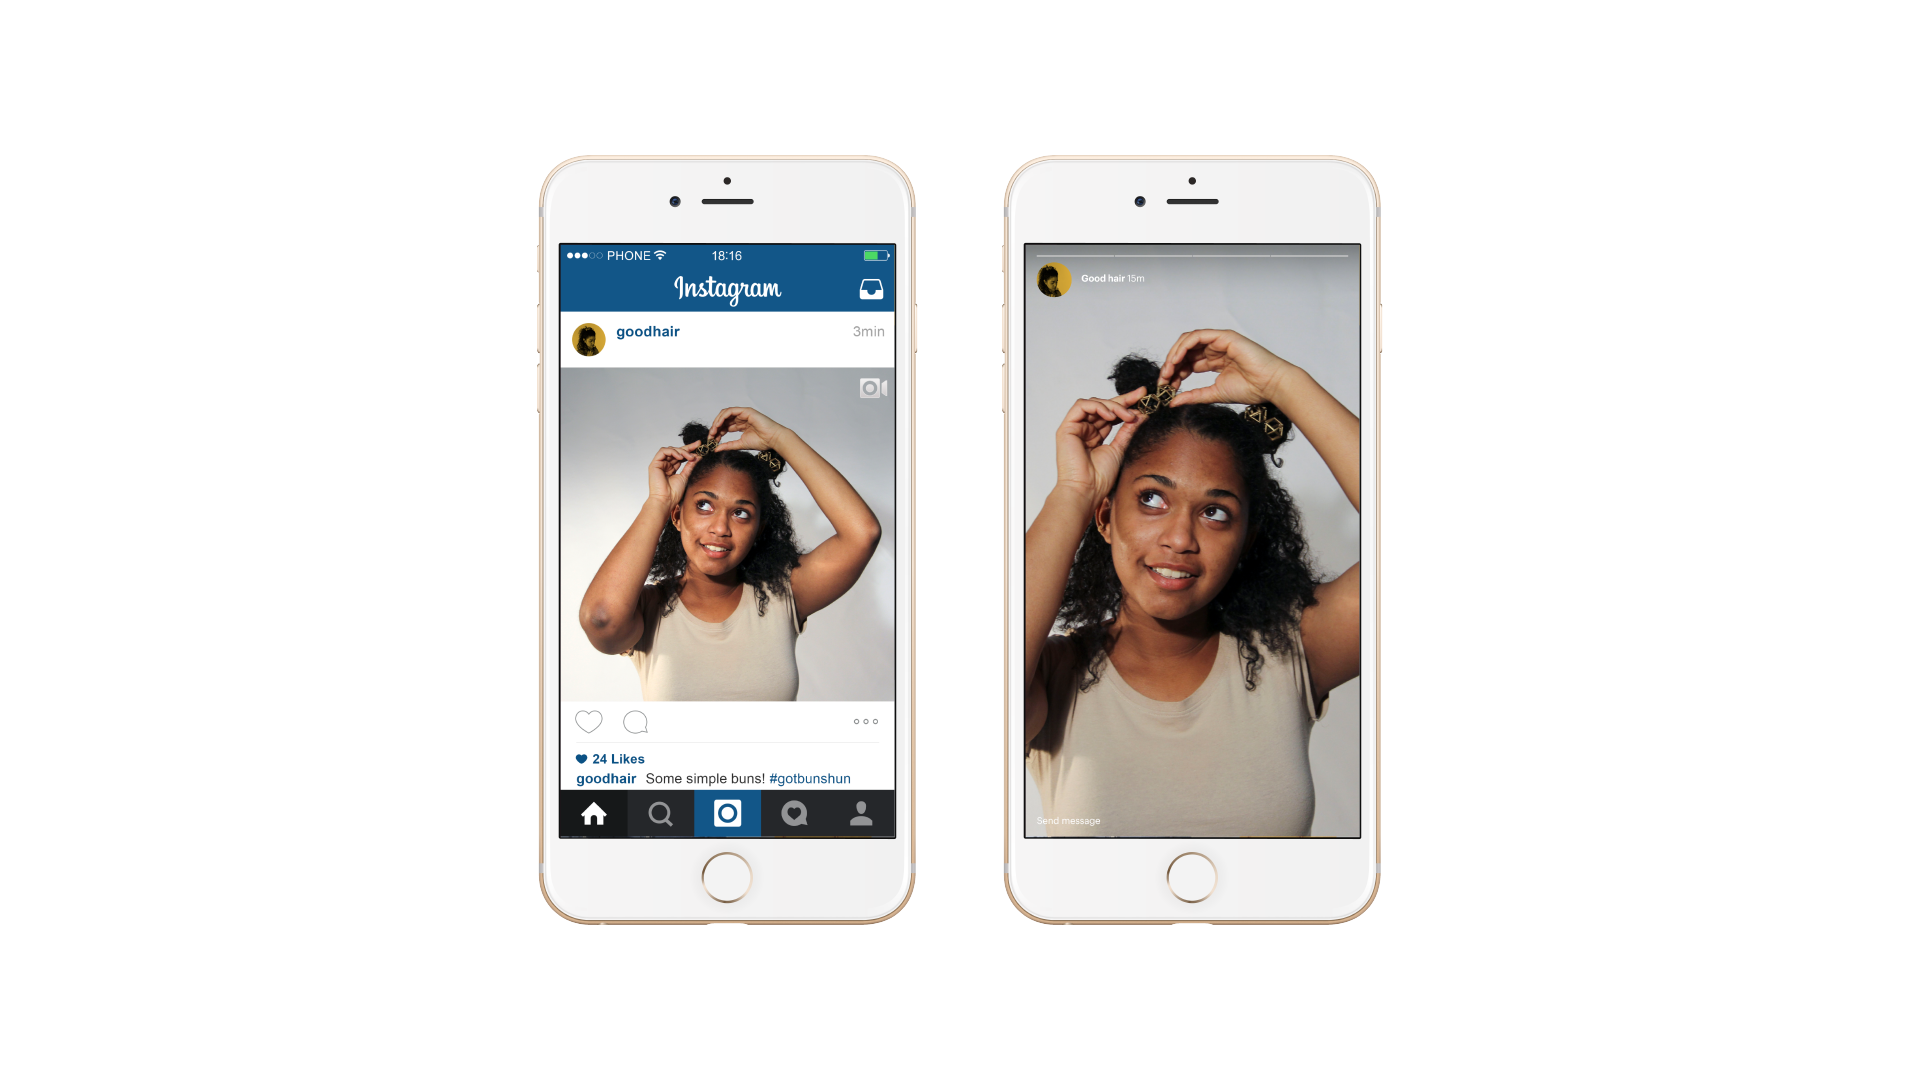 PHONE 18:16
Instagram
goodhair 3min
24 Likes
goodhair Some simple buns! #gotbunshun
Good hair 15m
Send message